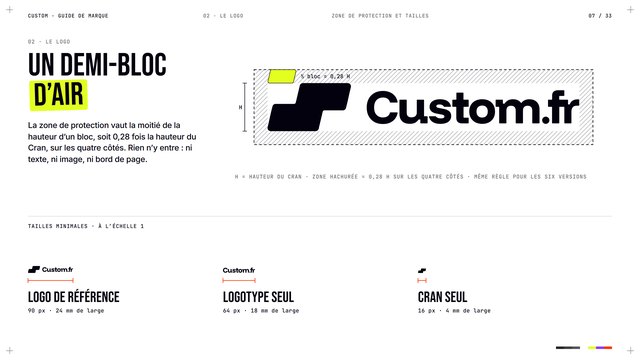 CUSTOM · GUIDE DE MARQUE
02 · LE LOGO
ZONE DE PROTECTION ET TAILLES
07 / 33
02 · LE LOGO
UN DEMI-BLOC
D'AIR
La zone de protection vaut la moitié de la
hauteur d'un bloc, soit 0,28 fois la hauteur du
Cran, sur les quatre côtés. Rien n'y entre : ni
texte, ni image, ni bord de page.
½ bloc = 0,28 H
H
Custom.fr
H = HAUTEUR DU CRAN · ZONE HACHURÉE = 0,28 H SUR LES QUATRE CÔTÉS · MÊME RÈGLE POUR LES SIX VERSIONS
TAILLES MINIMALES · À L'ÉCHELLE 1
Custom.fr
LOGO DE RÉFÉRENCE
90 px · 24 mm de large
Custom.fr
LOGOTYPE SEUL
64 px · 18 mm de large
CRAN SEUL
16 px · 4 mm de large